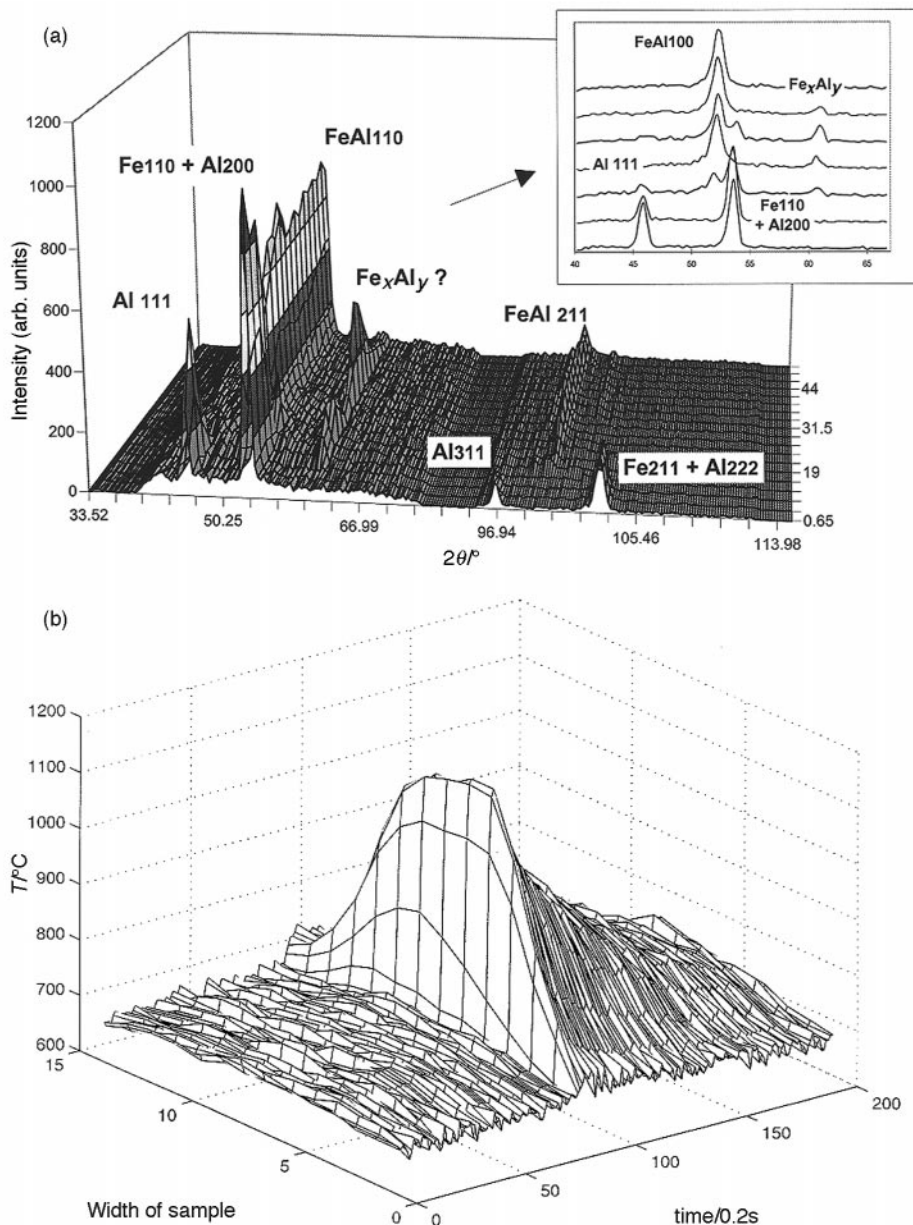 (a)
1200
1000
800
600
400
200
0
Intensity (arb. units)
Fe110 + Al200
FeAl110
Al 111
FexAly ?
FeAl 211
Al311
Fe211 + Al222
33.52
50.25
66.99
96.94
105.46
113.98
2θ/°
44
31.5
19
0.65
FeAl100
FexAly
Al 111
Fe110
+ Al200
40
45
50
55
60
65
(b)
1200
1100
1000
900
800
700
600
T/°C
15
10
5
0
Width of sample
0
50
100
150
200
time/0.2s